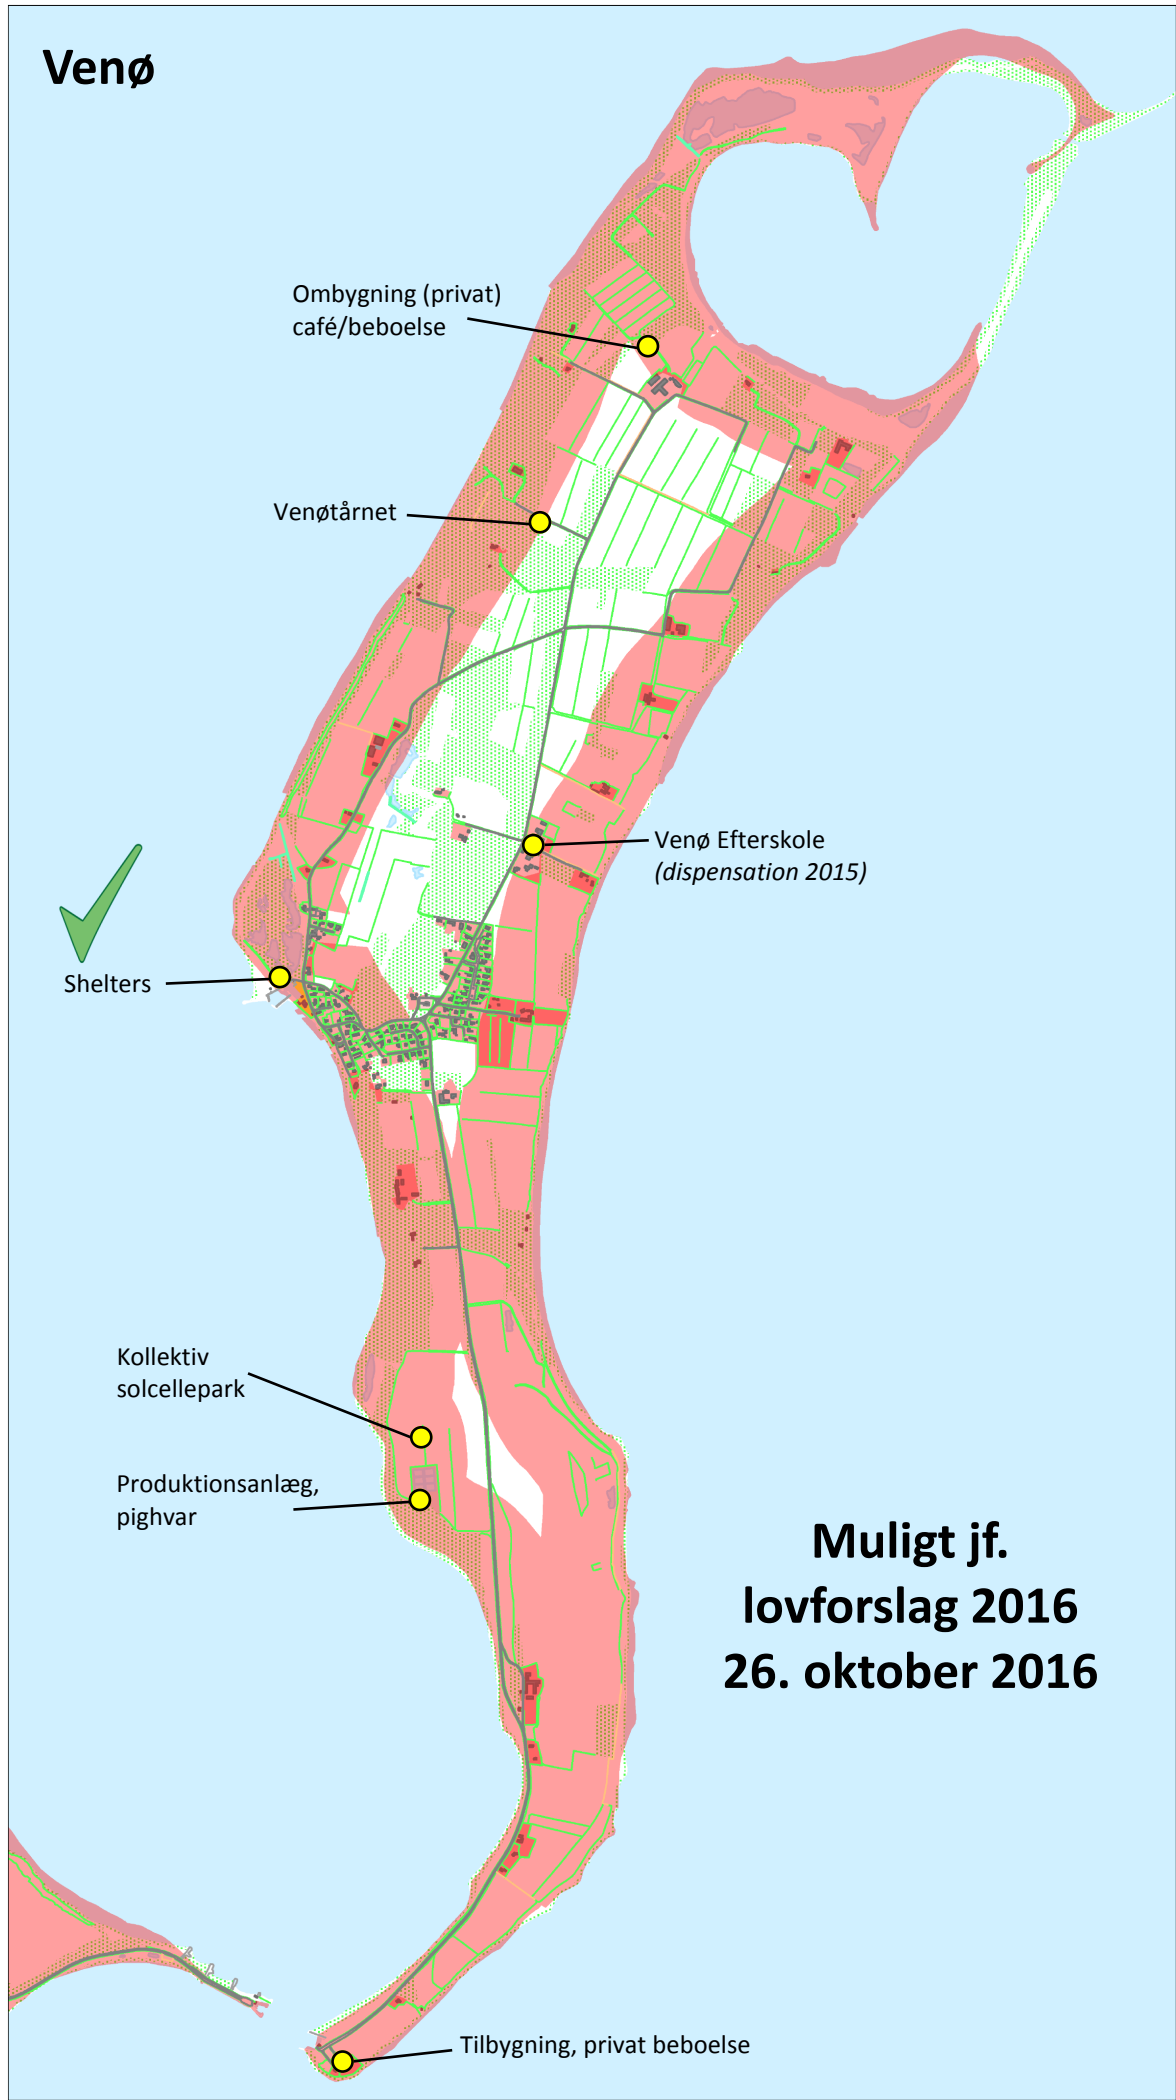 Venø
Ombygning (privat)
café/beboelse
Venøtårnet
Venø Efterskole
(dispensation 2015)
Shelters
Kollektiv
solcellepark
Produktionsanlæg,
pighvar
Muligt jf.
lovforslag 2016
26. oktober 2016
Tilbygning, privat beboelse